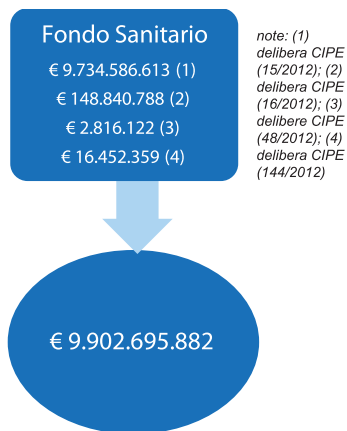 Fondo Sanitario
€ 9.734.586.613 (1)
€ 148.840.788 (2)
€ 2.816.122 (3)
€ 16.452.359 (4)
note: (1)
delibera CIPE
(15/2012); (2)
delibera CIPE
(16/2012); (3)
delibere CIPE
(48/2012); (4)
delibera CIPE
(144/2012)
€ 9.902.695.882